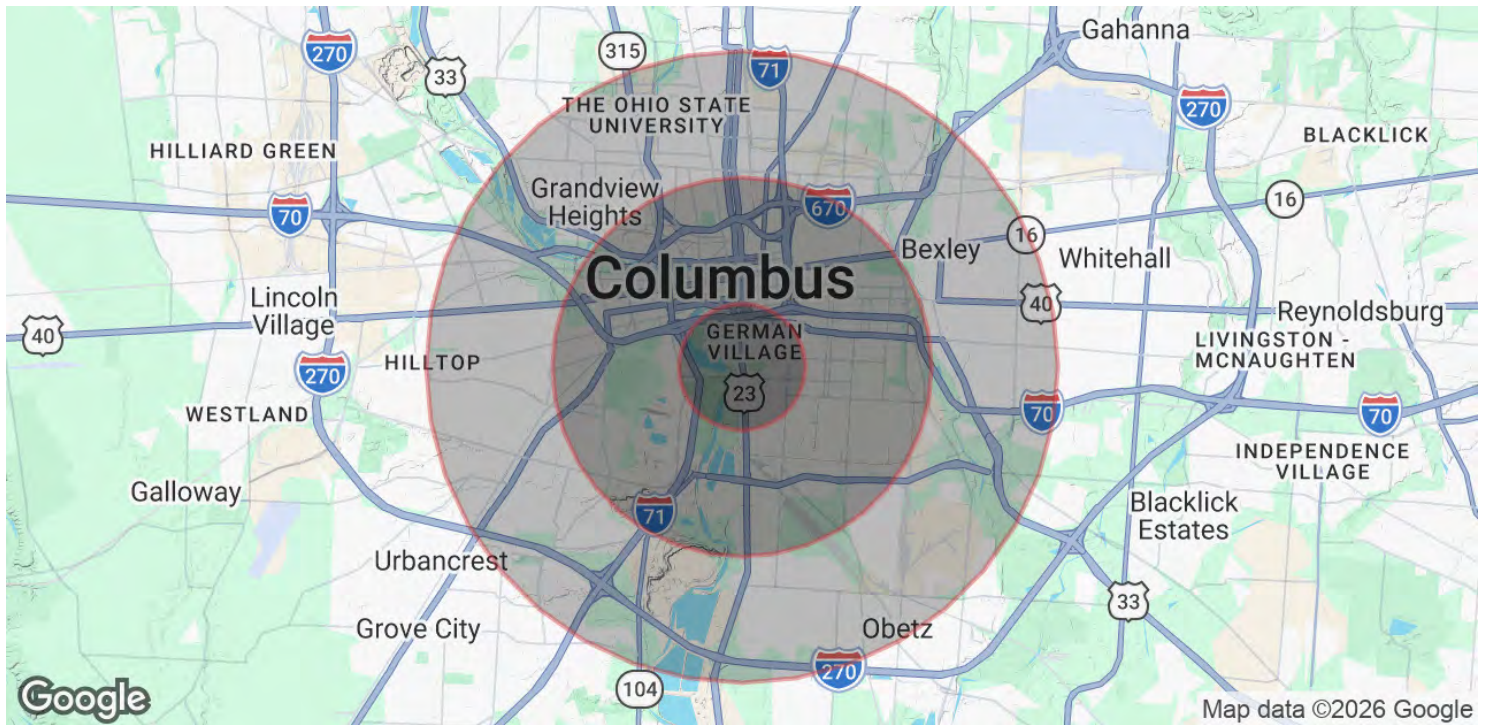 Gahanna
270
315
33
71
THE OHIO STATE
UNIVERSITY
270
BLACKLICK
HILLIARD GREEN
Grandview
Heights
70
670
16
16
Bexley
Whitehall
Columbus
Lincoln
Village
40
40
Reynoldsburg
GERMAN
VILLAGE
LIVINGSTON -
MCNAUGHTEN
HILLTOP
270
23
WESTLAND
70
70
INDEPENDENCE
VILLAGE
Galloway
71
Blacklick
Estates
Urbancrest
33
Grove City
Obetz
270
104
Google
Map data ©2026 Google